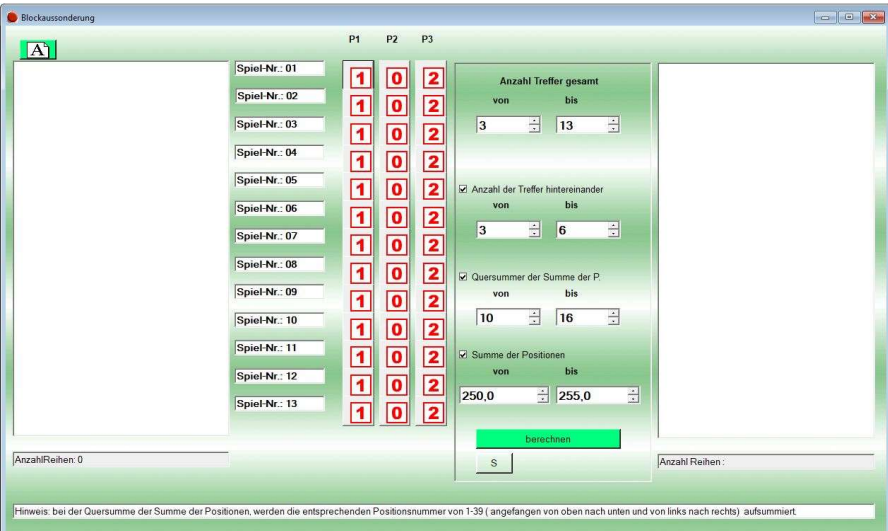 Blockaussonderung
P1 P2 P3
A
Spiel-Nr.: 01 1 0 2
Spiel-Nr.: 02 1 0 2
Spiel-Nr.: 03 1 0 2
Spiel-Nr.: 04 1 0 2
Spiel-Nr.: 05 1 0 2
Spiel-Nr.: 06 1 0 2
Spiel-Nr.: 07 1 0 2
Spiel-Nr.: 08 1 0 2
Spiel-Nr.: 09 1 0 2
Spiel-Nr.: 10 1 0 2
Spiel-Nr.: 11 1 0 2
Spiel-Nr.: 12 1 0 2
Spiel-Nr.: 13 1 0 2
Anzahl Treffer gesamt
von bis
3 13
Anzahl der Treffer hintereinander
von bis
3 6
Quersummer der Summe der P.
von bis
10 16
Summe der Positionen
von bis
250,0 255,0
berechnen
S
AnzahlReihen: 0
Anzahl Reihen :
Hinweis: bei der Quersumme der Summe der Positionen, werden die entsprechenden Positionsnummer von 1-39 ( angefangen von oben nach unten und von links nach rechts) aufsummiert.